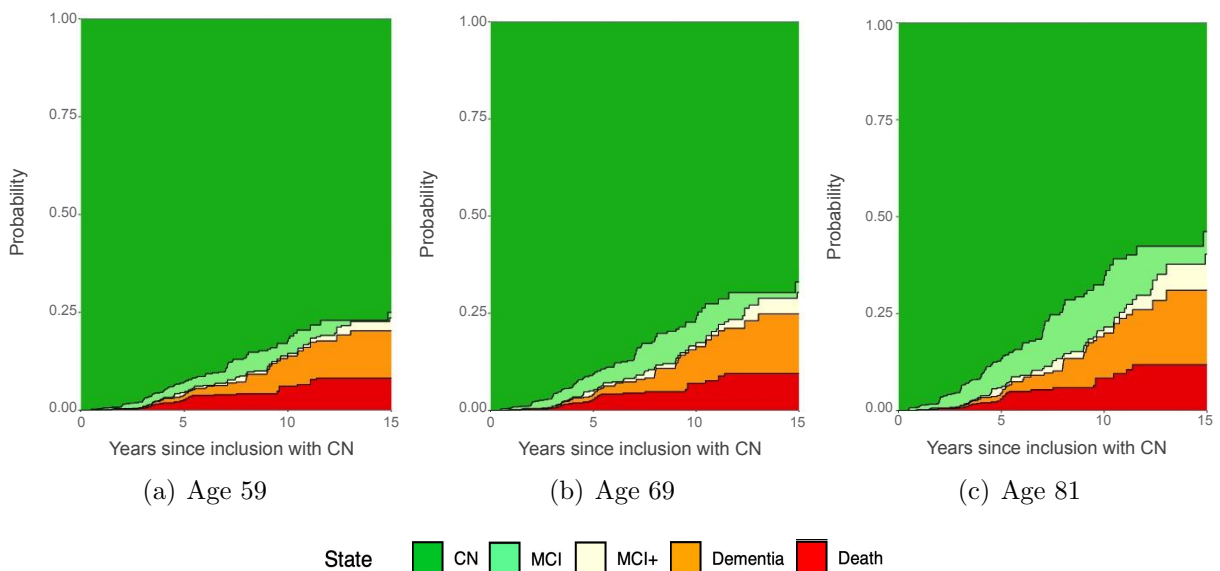 1.00
0.75
0.50
0.25
0.00
Probability
0 5 10 15
Years since inclusion with CN
(a) Age 59
1.00
0.75
0.50
0.25
0.00
Probability
0 5 10 15
Years since inclusion with CN
(b) Age 69
1.00
0.75
0.50
0.25
0.00
Probability
0 5 10 15
Years since inclusion with CN
(c) Age 81
State CN MCI MCI+ Dementia Death